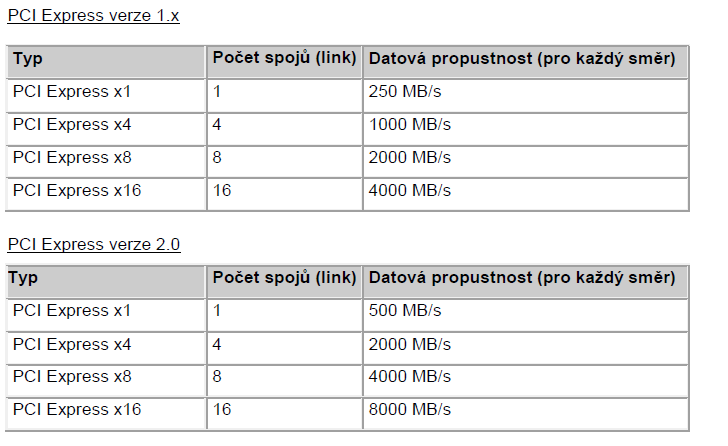 PCI Express verze 1.x
Typ Počet spojů (link) Datová propustnost (pro každý směr)
PCI Express x1 1 250 MB/s
PCI Express x4 4 1000 MB/s
PCI Express x8 8 2000 MB/s
PCI Express x16 16 4000 MB/s
PCI Express verze 2.0
Typ Počet spojů (link) Datová propustnost (pro každý směr)
PCI Express x1 1 500 MB/s
PCI Express x4 4 2000 MB/s
PCI Express x8 8 4000 MB/s
PCI Express x16 16 8000 MB/s